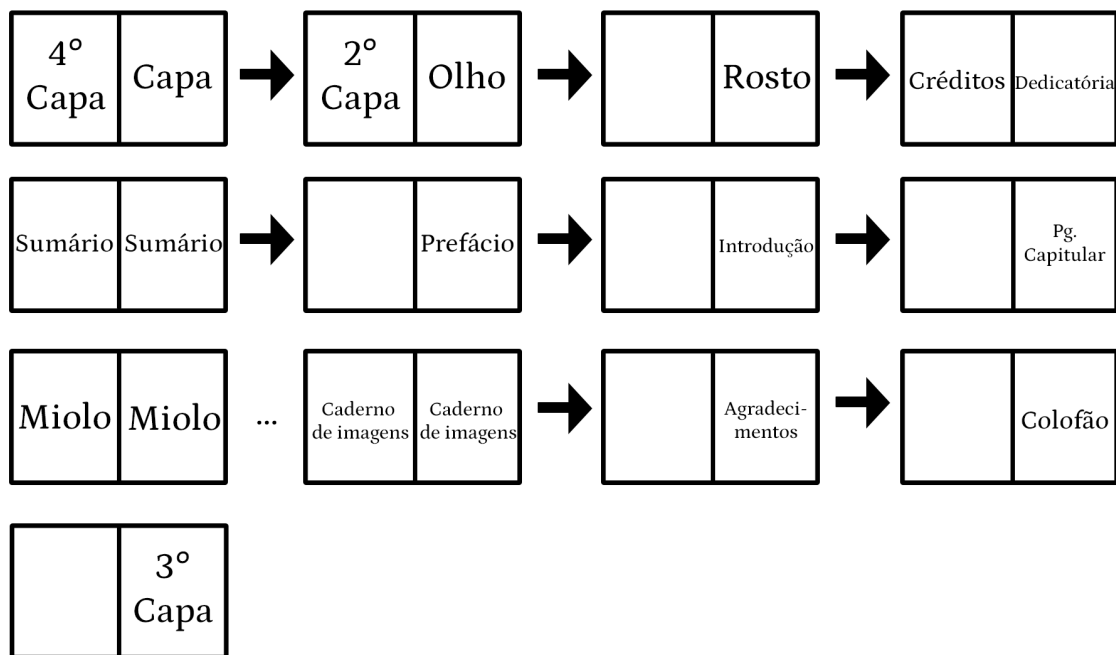 4°
Capa
Capa
2°
Capa
Olho
Rosto
Créditos
Dedicatória
Sumário
Sumário
Prefácio
Introdução
Pg.
Capitular
Miolo
Miolo
...
Caderno
de imagens
Caderno
de imagens
Agradeci-
mentos
Colofão
3°
Capa